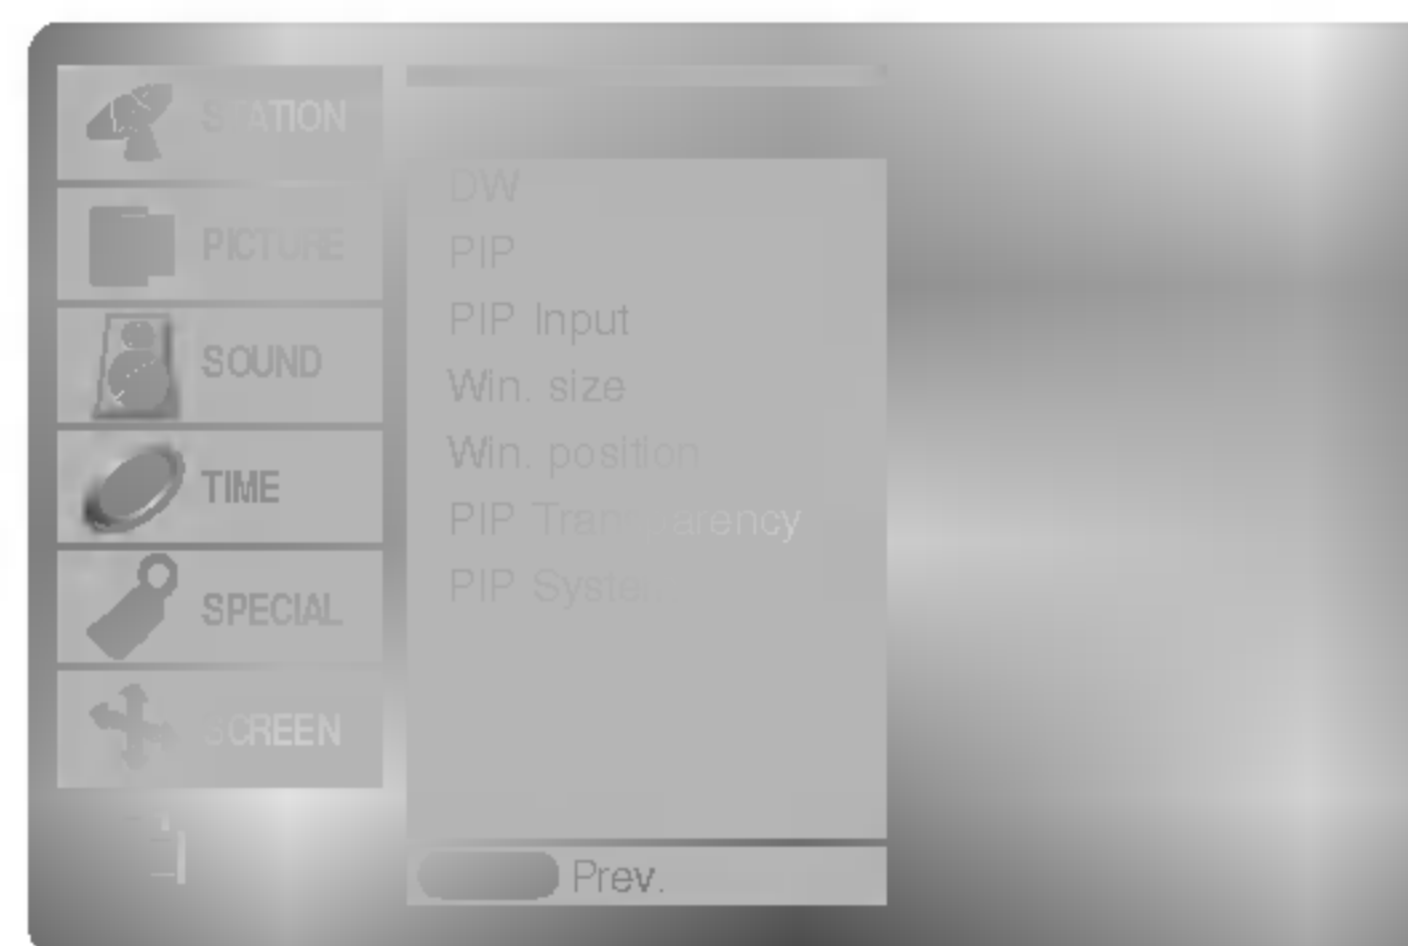 STATION
PICTURE
SOUND
TIME
SPECIAL
SCREEN
DW
PIP
PIP Input
Win. size
Win. position
PIP Transparency
PIP System
Prev.